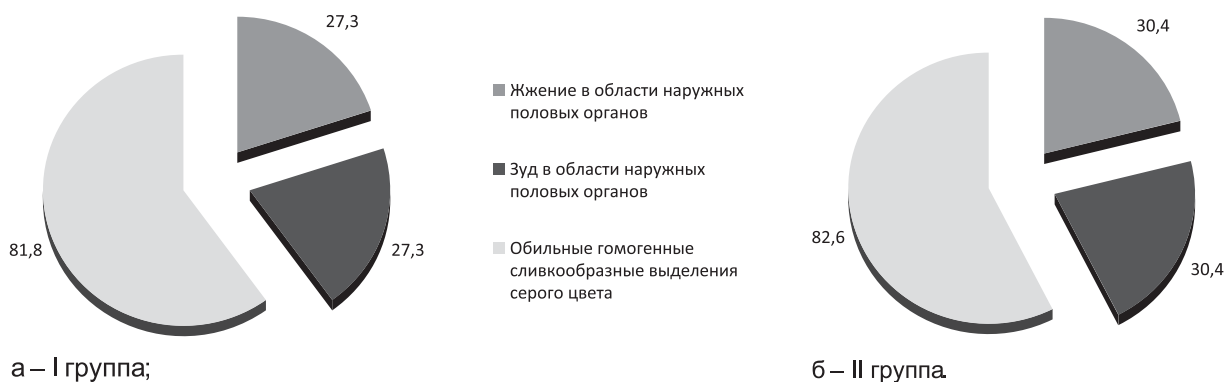 27,3
27,3
81,8
Жжение в области наружных
половых органов
Зуд в области наружных
половых органов
Обильные гомогенные
сливкообразные выделения
серого цвета
30,4
30,4
82,6
а – I группа;
б – II группа.